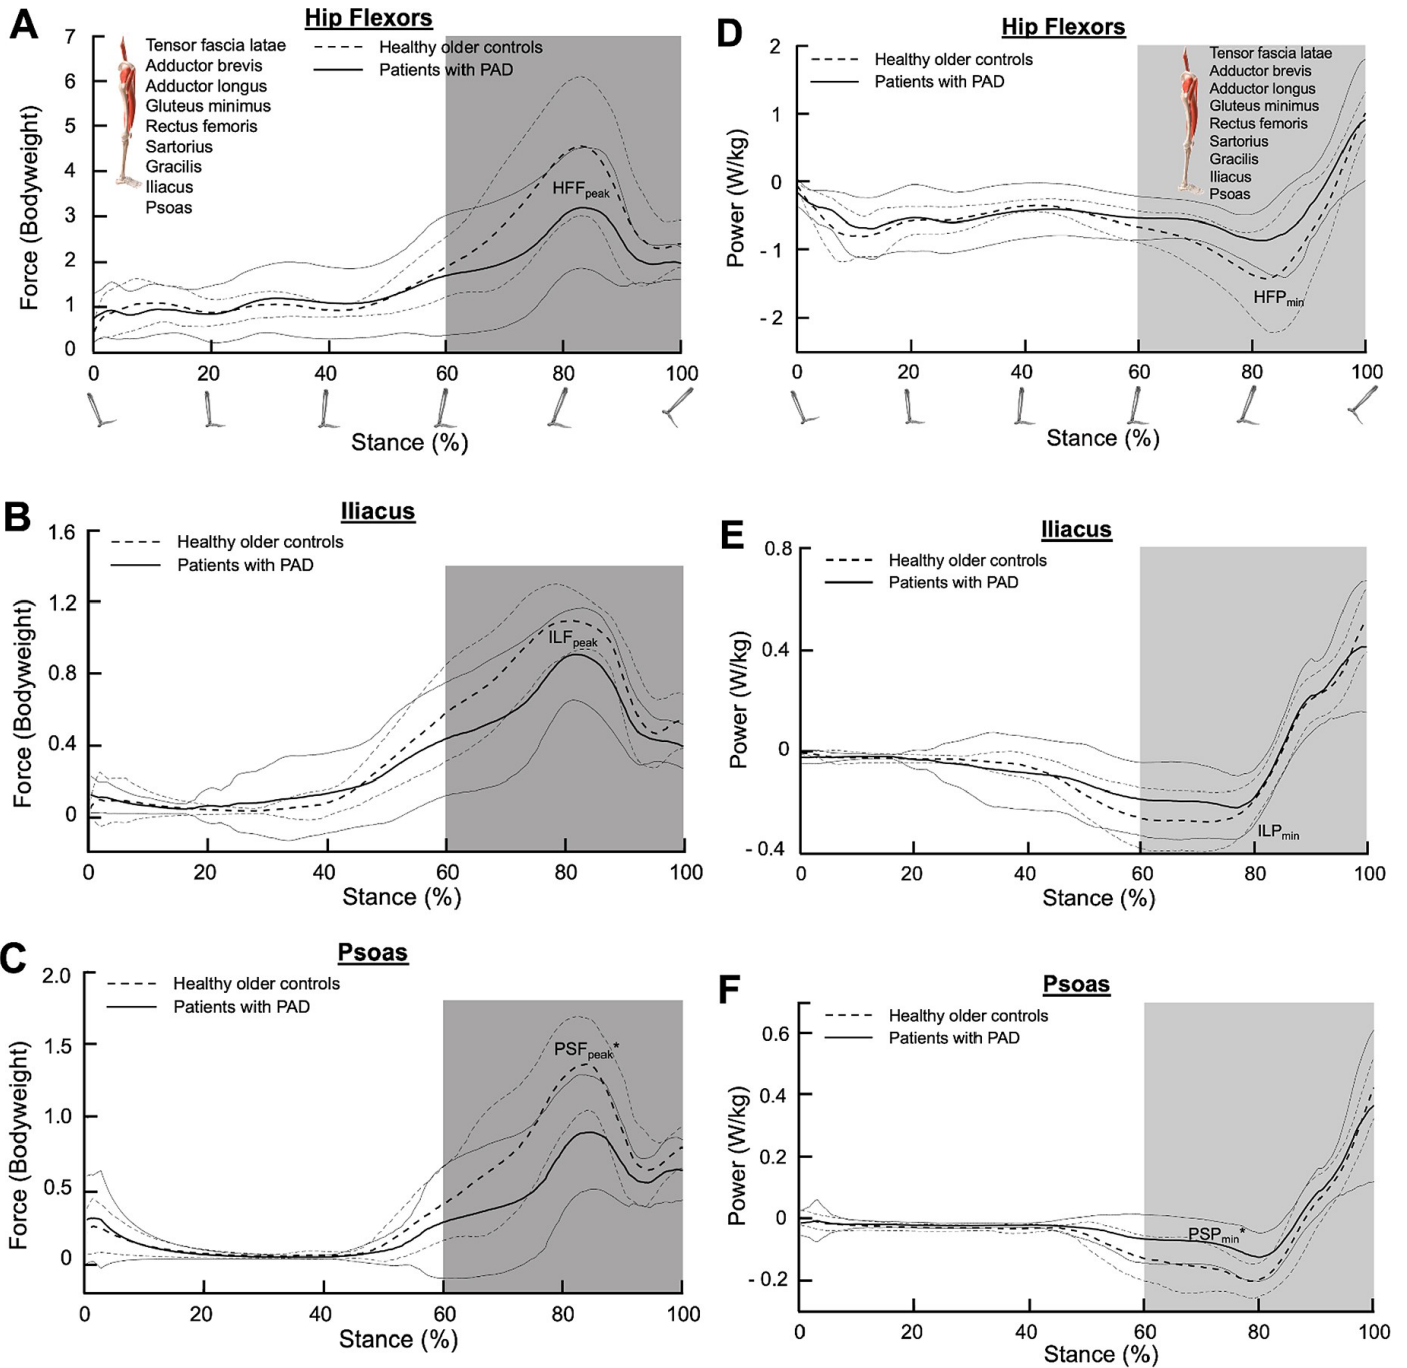 A
Hip Flexors
7
6
5
4
3
2
1
0
Force (Bodyweight)
Tensor fascia latae
Adductor brevis
Adductor longus
Gluteus minimus
Rectus femoris
Sartorius
Gracilis
Iliacus
Psoas
Healthy older controls
Patients with PAD
HFFpeak
0 20 40 60 80 100
Stance (%)
D
Hip Flexors
2
1
0
-1
-2
Power (W/kg)
Healthy older controls
Patients with PAD
Tensor fascia latae
Adductor brevis
Adductor longus
Gluteus minimus
Rectus femoris
Sartorius
Gracilis
Iliacus
Psoas
HFPmin
0 20 40 60 80 100
Stance (%)
B
Iliacus
1.6
1.2
0.8
0.4
0
Force (Bodyweight)
Healthy older controls
Patients with PAD
ILFpeak
0 20 40 60 80 100
Stance (%)
E
Iliacus
0.8
0.4
0
-0.4
Power (W/kg)
Healthy older controls
Patients with PAD
ILPmin
0 20 40 60 80 100
Stance (%)
C
Psoas
2.0
1.5
1.0
0.5
0
Force (Bodyweight)
Healthy older controls
Patients with PAD
PSFpeak*
0 20 40 60 80 100
Stance (%)
F
Psoas
0.6
0.4
0.2
0
-0.2
Power (W/kg)
Healthy older controls
Patients with PAD
PSPmin*
0 20 40 60 80 100
Stance (%)